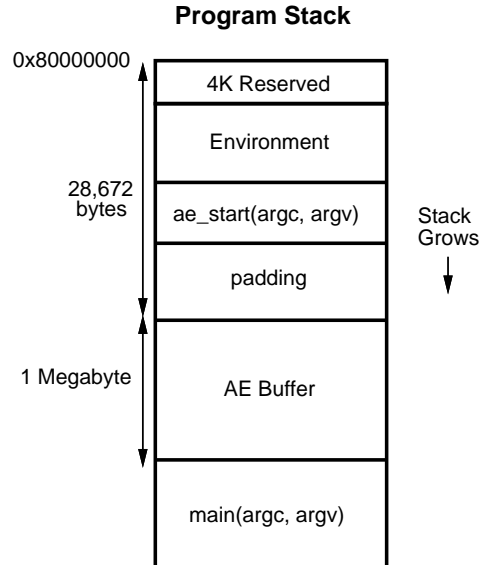 Program Stack
0x80000000
4K Reserved
Environment
28,672
bytes
ae_start(argc, argv)
Stack
Grows
padding
1 Megabyte
AE Buffer
main(argc, argv)